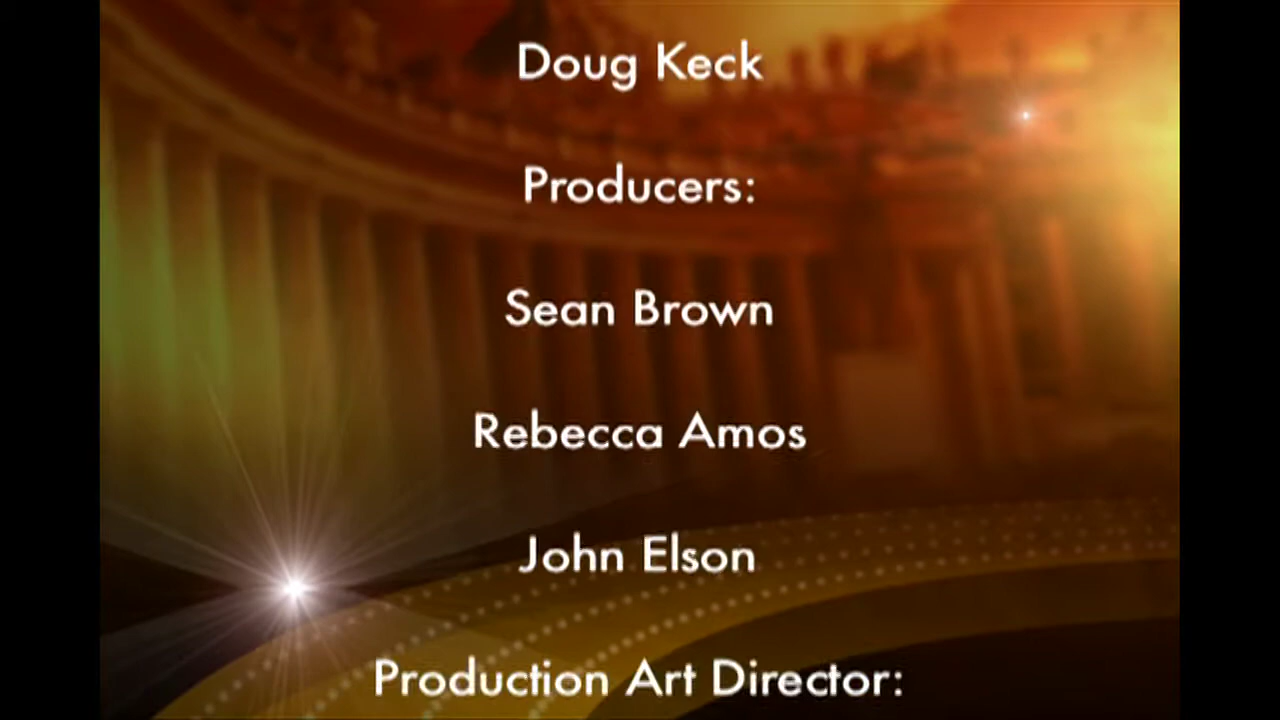 Doug Keck
Producers:
Sean Brown
Rebecca Amos
John Elson
Production Art Director: